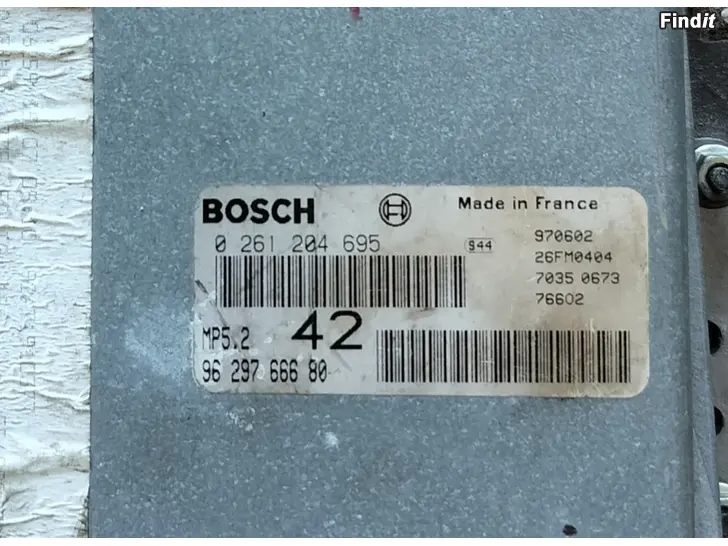 Findit
BOSCH
Made in France
0 261 204 695
S44
970602
26FM0404
7035 0673
76602
MP5.2
42
96 297 666 80